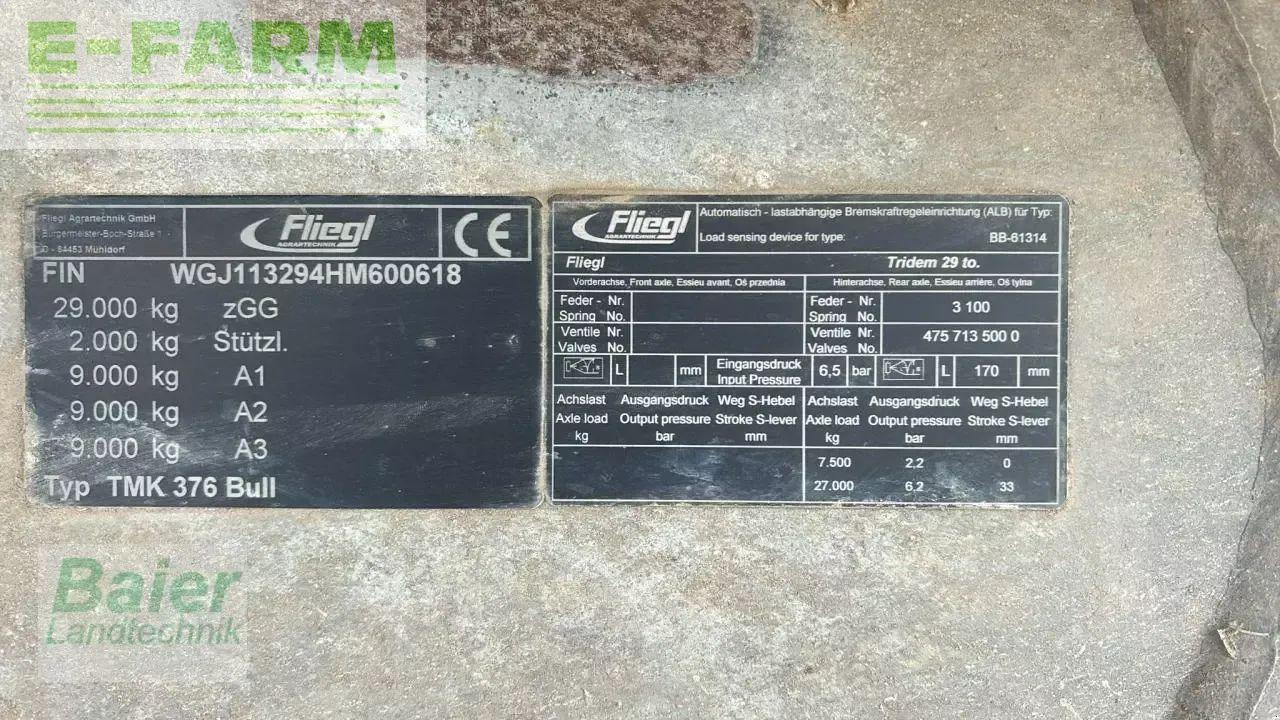 E-FARM
Fliegl Agrartechnik GmbH
Bürgermeister-Boch-Straße 1
D - 84453 Mühldorf
Fliegl
AGRARTECHNIK
CE
FIN WGJ113294HM600618
29.000 kg zGG
2.000 kg Stützl.
9.000 kg A1
9.000 kg A2
9.000 kg A3
Typ TMK 376 Bull
Fliegl
AGRARTECHNIK
Automatisch - lastabhängige Bremskraftregeleinrichtung (ALB) für Typ:
Load sensing device for type: BB-61314
Fliegl Tridem 29 to.
Vorderachse, Front axle, Essieu avant, Oś przednia Hinterachse, Rear axle, Essieu arriére, Oś tylna
Feder - Nr. Feder - Nr. 3 100
Spring No. Spring No.
Ventile Nr. Ventile Nr. 475 713 500 0
Valves No. Valves No.
L mm Eingangsdruck 6,5 bar L 170 mm
Input Pressure
Achslast Ausgangsdruck Weg S-Hebel Achslast Ausgangsdruck Weg S-Hebel
Axle load Output pressure Stroke S-lever Axle load Output pressure Stroke S-lever
kg bar mm kg bar mm
7.500 2,2 0
27.000 6,2 33
Baier
Landtechnik